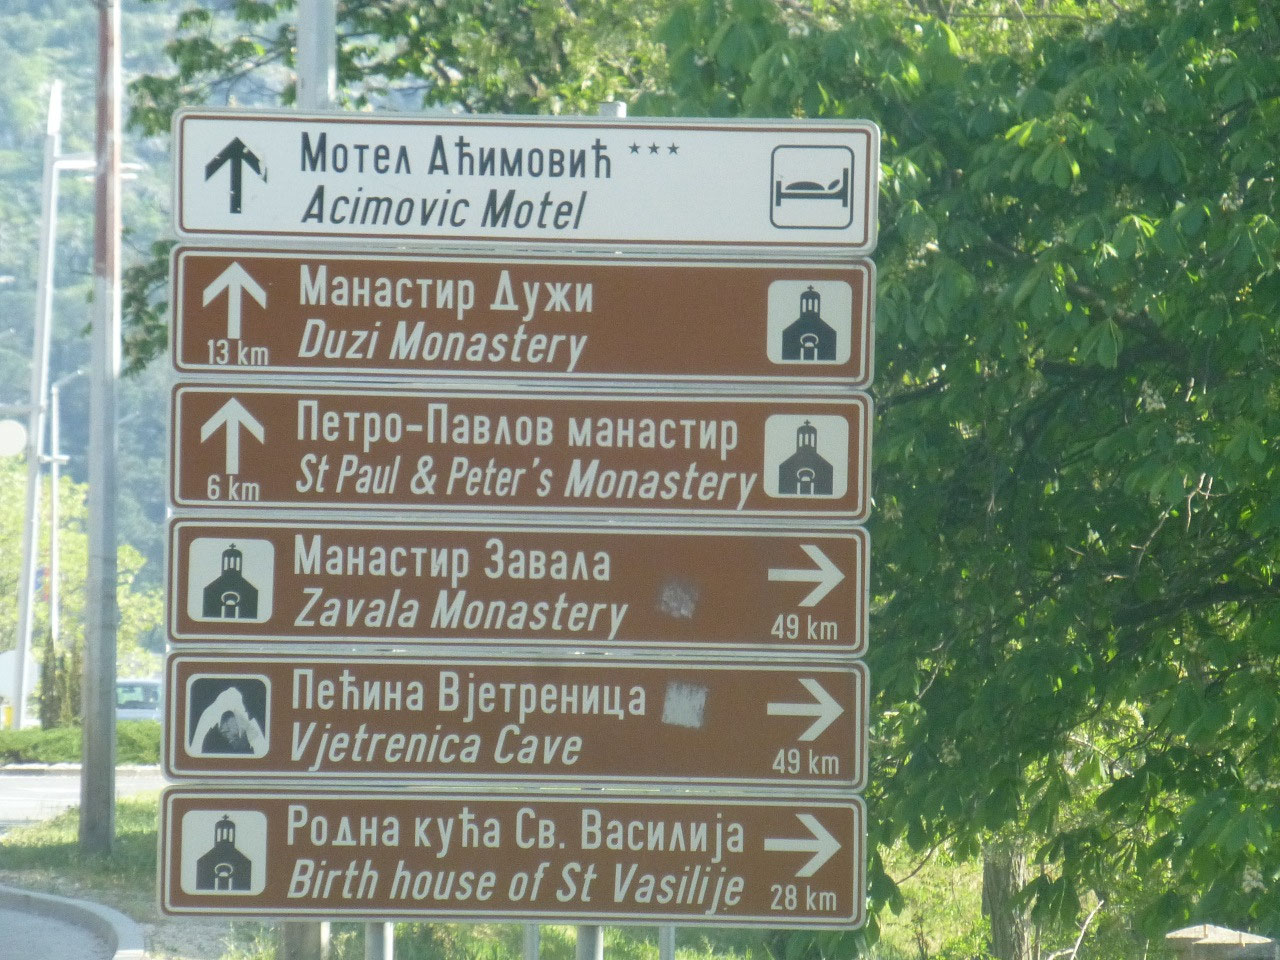 Мотел Аћимовић ***
Acimovic Motel
Манастир Дужи
Duzi Monastery
13 km
Петро-Павлов манастир
St Paul & Peter's Monastery
6 km
Манастир Завала
Zavala Monastery
49 km
Пећина Вјетреница
Vjetrenica Cave
49 km
Родна кућа Св. Василија
Birth house of St Vasilije
28 km